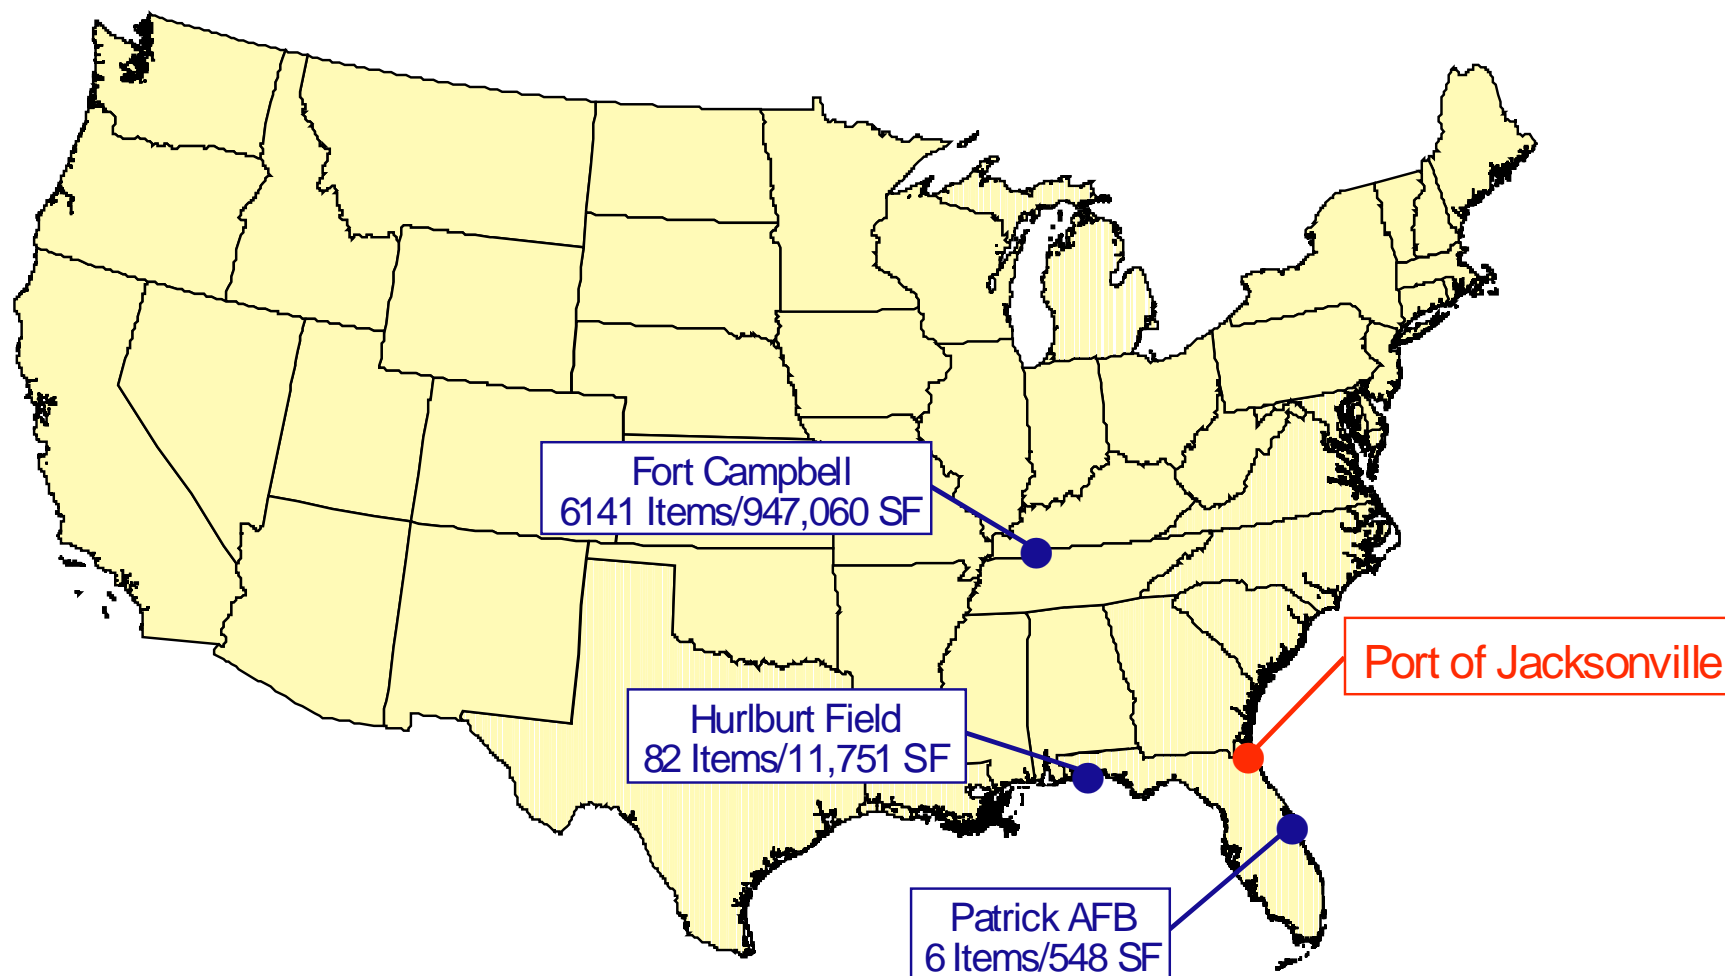 Fort Campbell
6141 Items/947,060 SF
Port of Jacksonville
Hurlburt Field
82 Items/11,751 SF
Patrick AFB
6 Items/548 SF